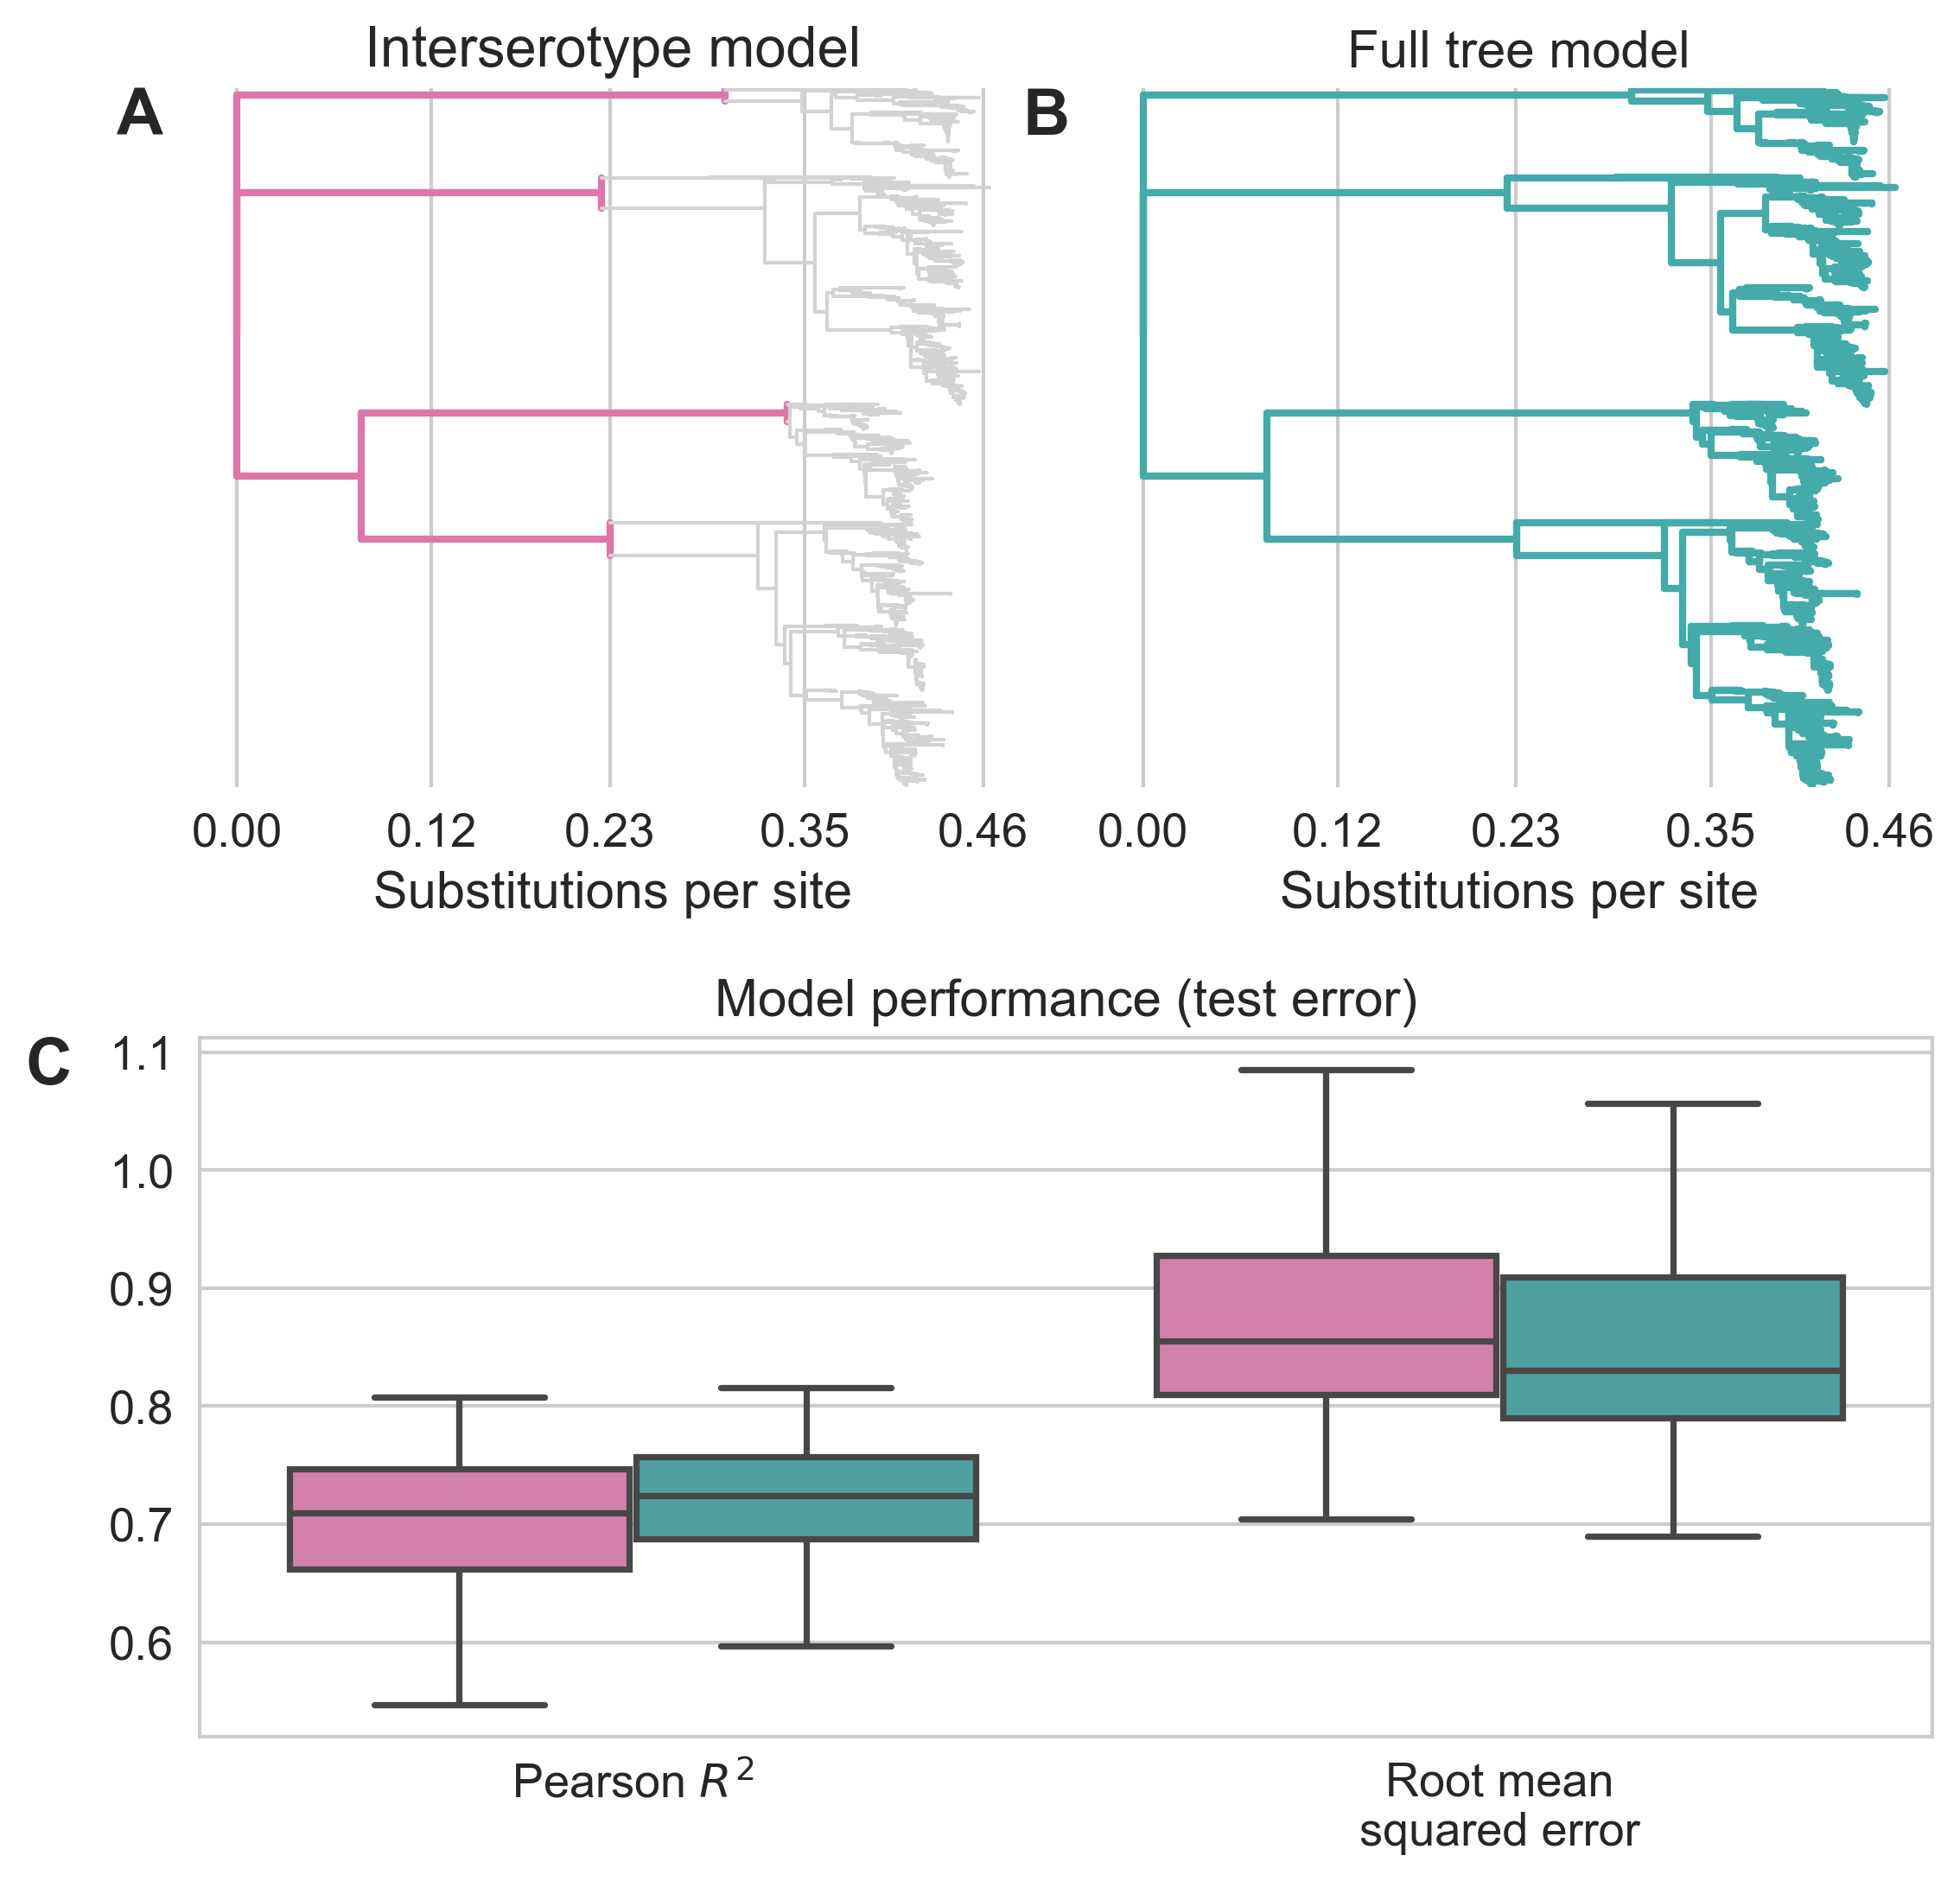 Interserotype model
Full tree model
A
B
0.00 0.12 0.23 0.35 0.46
0.00 0.12 0.23 0.35 0.46
Substitutions per site
Substitutions per site
Model performance (test error)
C
1.1
1.0
0.9
0.8
0.7
0.6
Pearson R²
Root mean
squared error